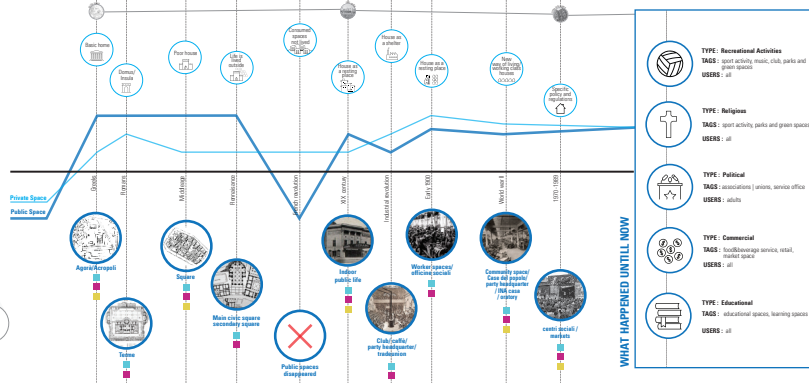 Basic home
Domus/
Insula
Poor house
Life is
lived
outside
Consumed
spaces
not lived
House as
a resting
place
House as
a shelter
House as a
resting place
New
way of living:
working class
houses
Specific
policy and
regulations
Private Space
Public Space
Greeks
Romans
Middleage
Renaissance
French revolution
XIX century
Industrial revolution
Early 1900
World war II
1970 -1989
Agorà/Acropoli
Terme
Square
Main civic square
secondary square
Public spaces
disappeared
Indoor
public life
Club/ caffà/
party headquarter/
tradeunion
Worker spaces/
officine sociali
Community space/
Case del popolo/
party headquarter
/ INA casa
/ oratory
centri sociali /
markets
WHAT HAPPENED UNTILL NOW
TYPE : Recreational Activities
TAGS : sport activity, music, club, parks and
green spaces
USERS : all
TYPE : Religious
TAGS : sport activity, parks and green spaces
USERS : all
TYPE : Political
TAGS : associations | unions, service office
USERS : adults
TYPE : Commercial
TAGS : food&beverage service, retail,
market space
USERS : all
TYPE : Educational
TAGS : educational spaces, learning spaces
USERS : all